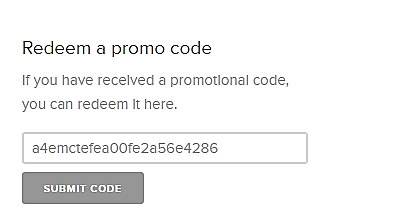 Redeem a promo code
If you have received a promotional code,
you can redeem it here.
a4emctefea00fe2a56e4286
SUBMIT CODE